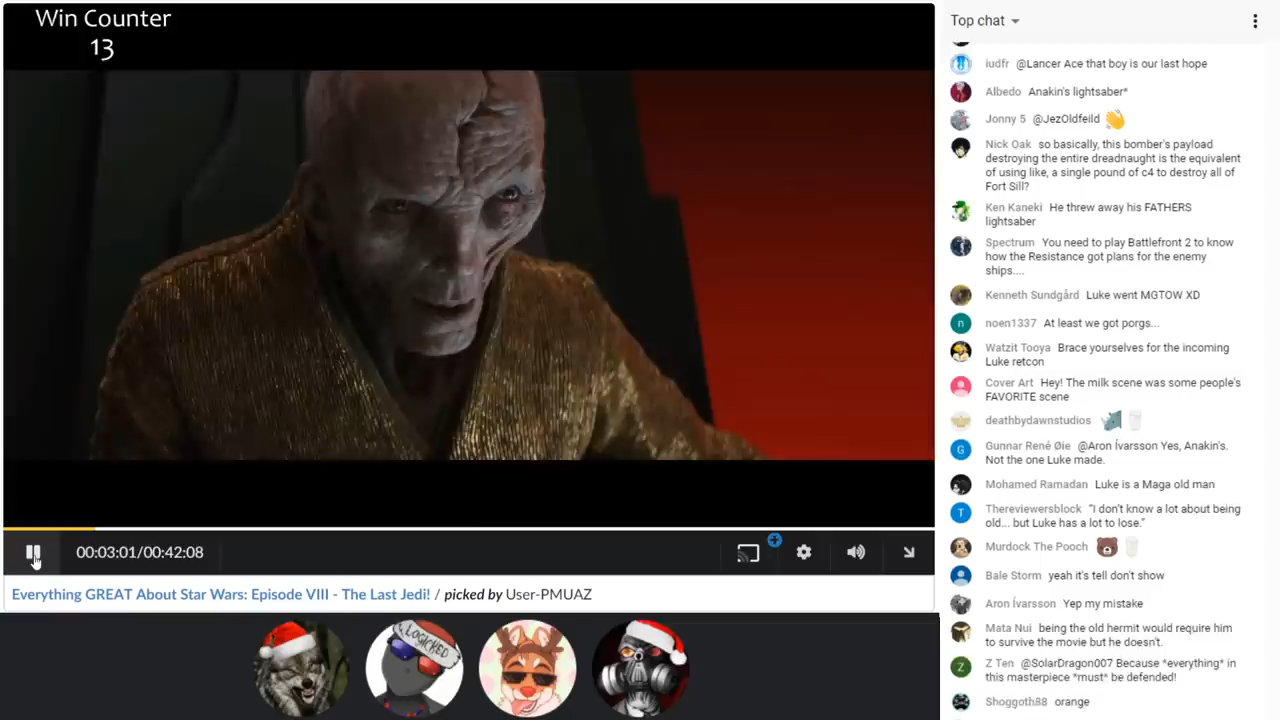 Win Counter
13
Top chat
iudfr @Lancer Ace that boy is our last hope
Albedo Anakin's lightsaber*
Jonny 5 @JezOldfeild
Nick Oak so basically, this bomber's payload
destroying the entire dreadnaught is the equivalent
of using like, a single pound of c4 to destroy all of
Fort Sill?
Ken Kaneki He threw away his FATHERS
lightsaber
Spectrum You need to play Battlefront 2 to know
how the Resistance got plans for the enemy
ships....
Kenneth Sundgård Luke went MGTOW XD
n noen1337 At least we got porgs...
Watzit Tooya Brace yourselves for the incoming
Luke retcon
Cover Art Hey! The milk scene was some people's
FAVORITE scene
deathbydawnstudios
G Gunnar René Øie @Aron Ívarsson Yes, Anakin's.
Not the one Luke made.
Mohamed Ramadan Luke is a Maga old man
T Thereviewersblock "I don't know a lot about being
old... but Luke has a lot to lose."
Murdock The Pooch
Bale Storm yeah it's tell don't show
Aron Ívarsson Yep my mistake
Mata Nui being the old hermit would require him
to survive the movie but he doesn't.
Z Z Ten @SolarDragon007 Because *everything* in
this masterpiece *must* be defended!
Shoggoth88 orange
00:03:01/00:42:08
Everything GREAT About Star Wars: Episode VIII - The Last Jedi! / picked by User-PMUAZ
LOGICKED